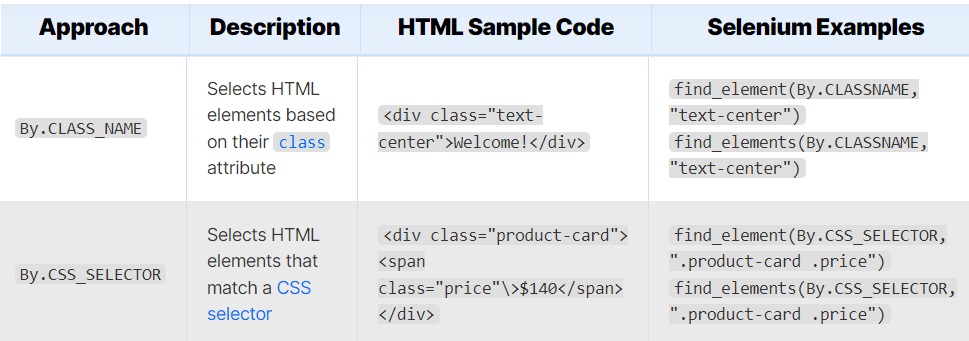 Approach Description HTML Sample Code Selenium Examples
By.CLASS_NAME
Selects HTML
elements based
on their class
attribute
<div class="text-
center">Welcome!</div>
find_element(By.CLASSNAME,
"text-center")
find_elements(By.CLASSNAME,
"text-center")
By.CSS_SELECTOR
Selects HTML
elements that
match a CSS
selector
<div class="product-card">
<span
class="price"\>$140</span>
</div>
find_element(By.CSS_SELECTOR,
".product-card .price")
find_elements(By.CSS_SELECTOR,
".product-card .price")